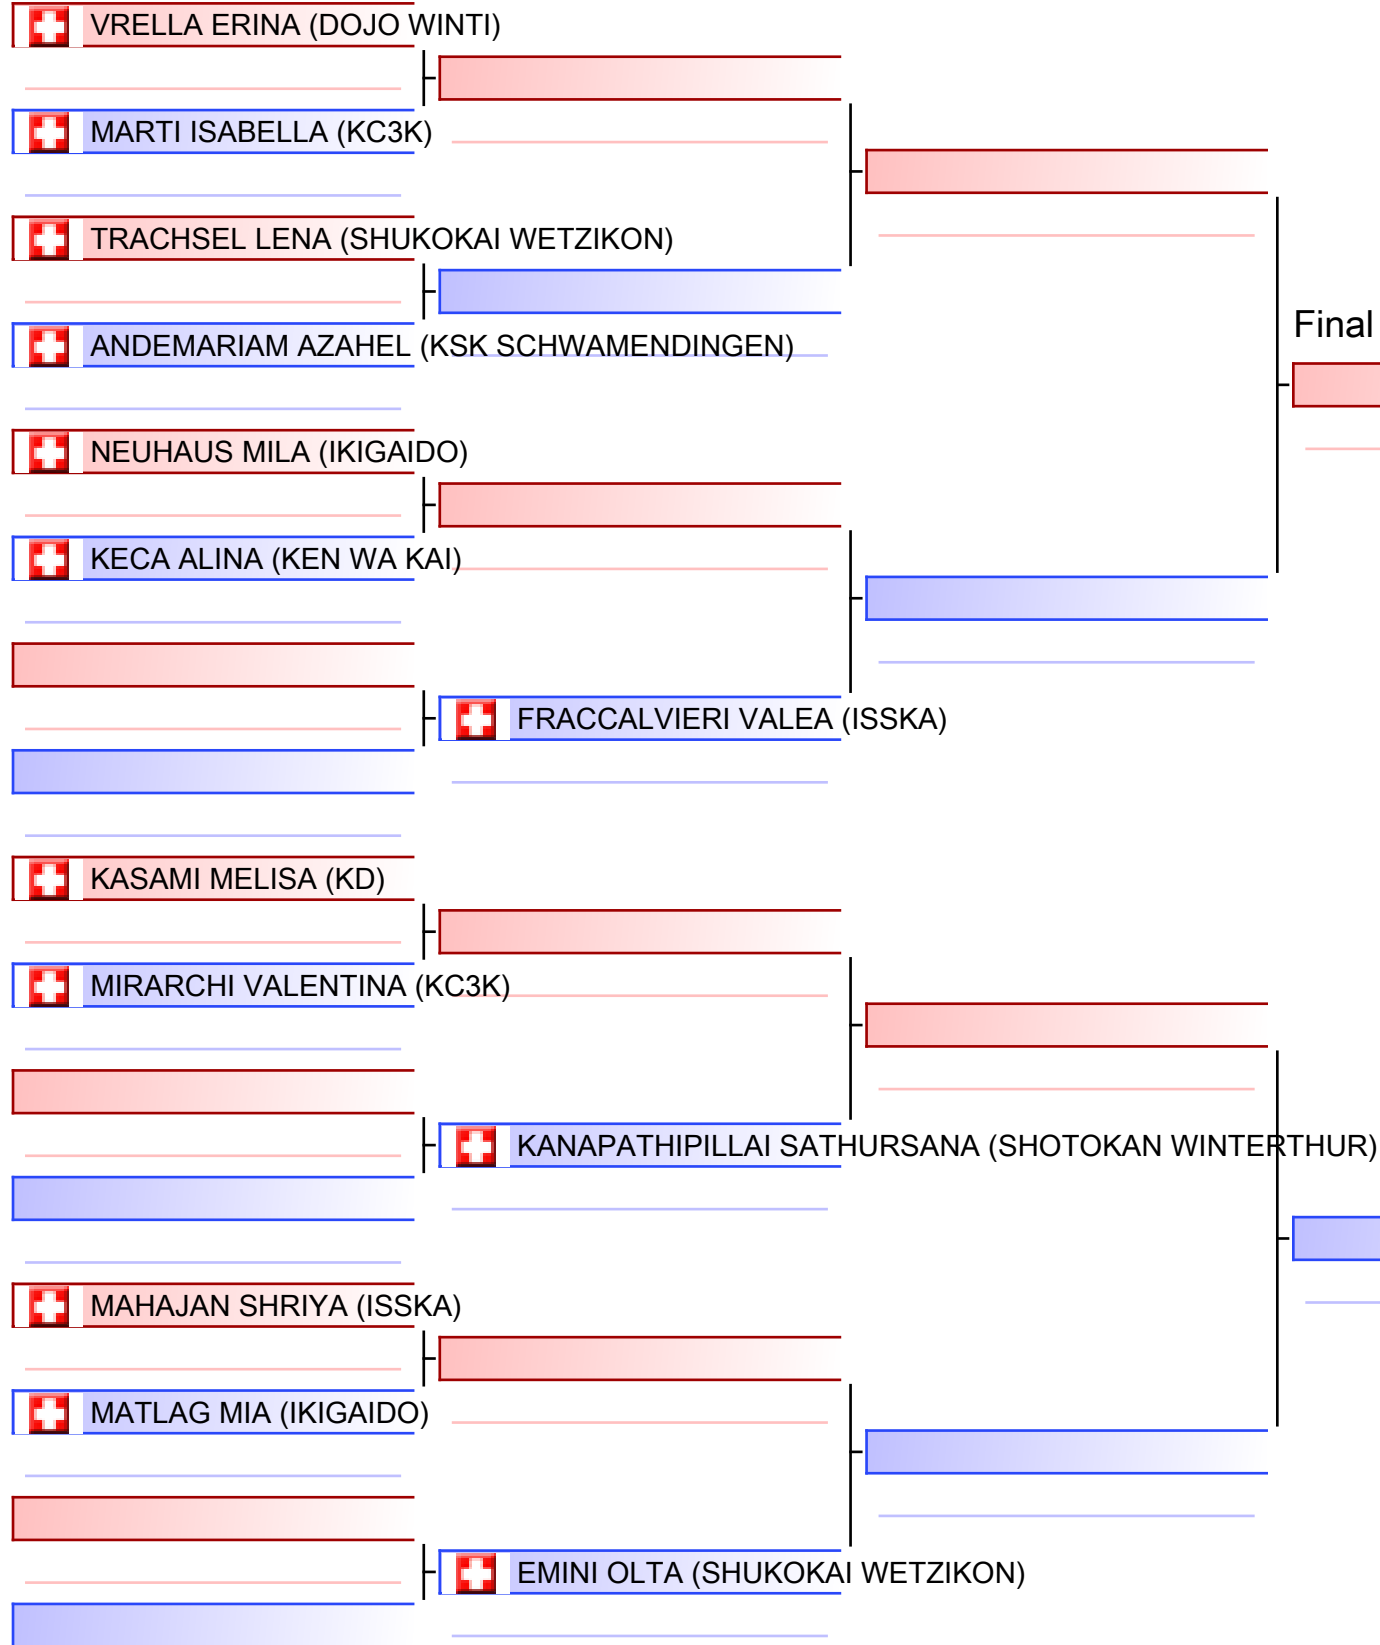 VRELLA ERINA (DOJO WINTI)
MARTI ISABELLA (KC3K)
TRACHSEL LENA (SHUKOKAI WETZIKON)
Final
ANDEMARIAM AZAHEL (KSK SCHWAMENDINGEN)
NEUHAUS MILA (IKIGAIDO)
KECA ALINA (KEN WA KAI)
FRACCALVIERI VALEA (ISSKA)
KASAMI MELISA (KD)
MIRARCHI VALENTINA (KC3K)
KANAPATHIPILLAI SATHURSANA (SHOTOKAN WINTERTHUR)
MAHAJAN SHRIYA (ISSKA)
MATLAG MIA (IKIGAIDO)
EMINI OLTA (SHUKOKAI WETZIKON)